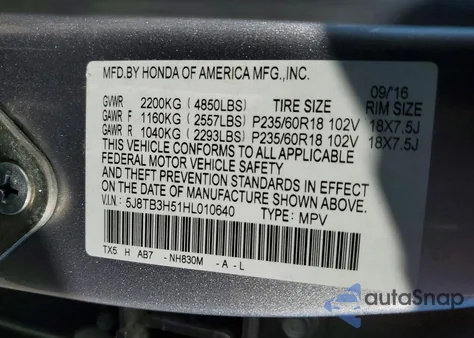 MFD.BY HONDA OF AMERICA MFG.,INC.
09/16
GVWR 2200KG (4850LBS) TIRE SIZE RIM SIZE
GAWR F 1160KG (2557LBS) P235/60R18 102V 18X7.5J
GAWR R 1040KG (2293LBS) P235/60R18 102V 18X7.5J
THIS VEHICLE CONFORMS TO ALL APPLICABLE
FEDERAL MOTOR VEHICLE SAFETY
AND THEFT PREVENTION STANDARDS IN EFFECT
ON THE DATE OF MANUFACTURE SHOWN ABOVE.
V.I.N: 5J8TB3H51HL010640 TYPE: MPV
TX5 H AB7 -NH830M -A-L
autoSnap